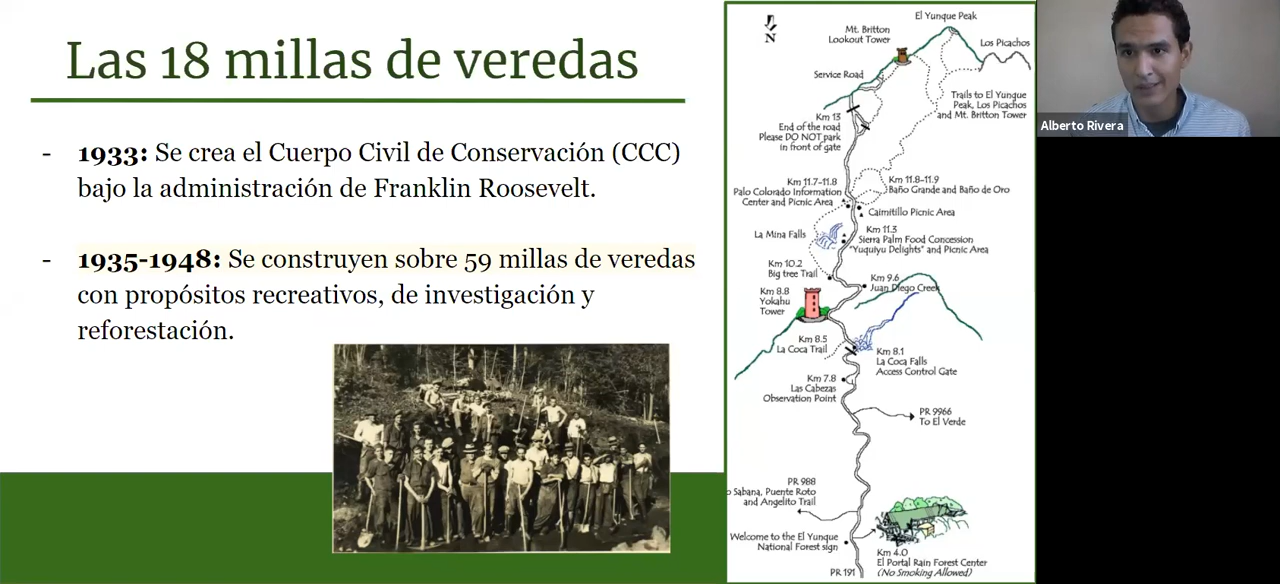 Las 18 millas de veredas
- 1933: Se crea el Cuerpo Civil de Conservación (CCC)
bajo la administración de Franklin Roosevelt.
- 1935-1948: Se construyen sobre 59 millas de veredas
con propósitos recreativos, de investigación y
reforestación.
N
El Yunque Peak
Mt. Britton
Lookout Tower
Los Picachos
Service Road
Trails to El Yunque
Peak, Los Picachos
and Mt. Britton Tower
Km 13
End of the road
Please DO NOT park
in front of gate
Km 11.7-11.8
Palo Colorado Information
Center and Picnic Area
Km 11.8-11.9
Baño Grande and Baño de Oro
Caimitillo Picnic Area
La Mina Falls
Km 11.3
Sierra Palm Food Concession
"Yuquiyu Delights" and Picnic Area
Km 10.2
Big tree Trail
Km 9.6
Juan Diego Creek
Km 8.8
Yokahu
Tower
Km 8.5
La Coca Trail
Km 8.1
La Coca Falls
Access Control Gate
Km 7.8
Las Cabezas
Observation Point
PR 9966
To El Verde
PR 988
o Sabana, Puente Roto
and Angelito Trail
Welcome to the El Yunque
National Forest sign
Km 4.0
El Portal Rain Forest Center
(No Smoking Allowed)
PR 191
Alberto Rivera